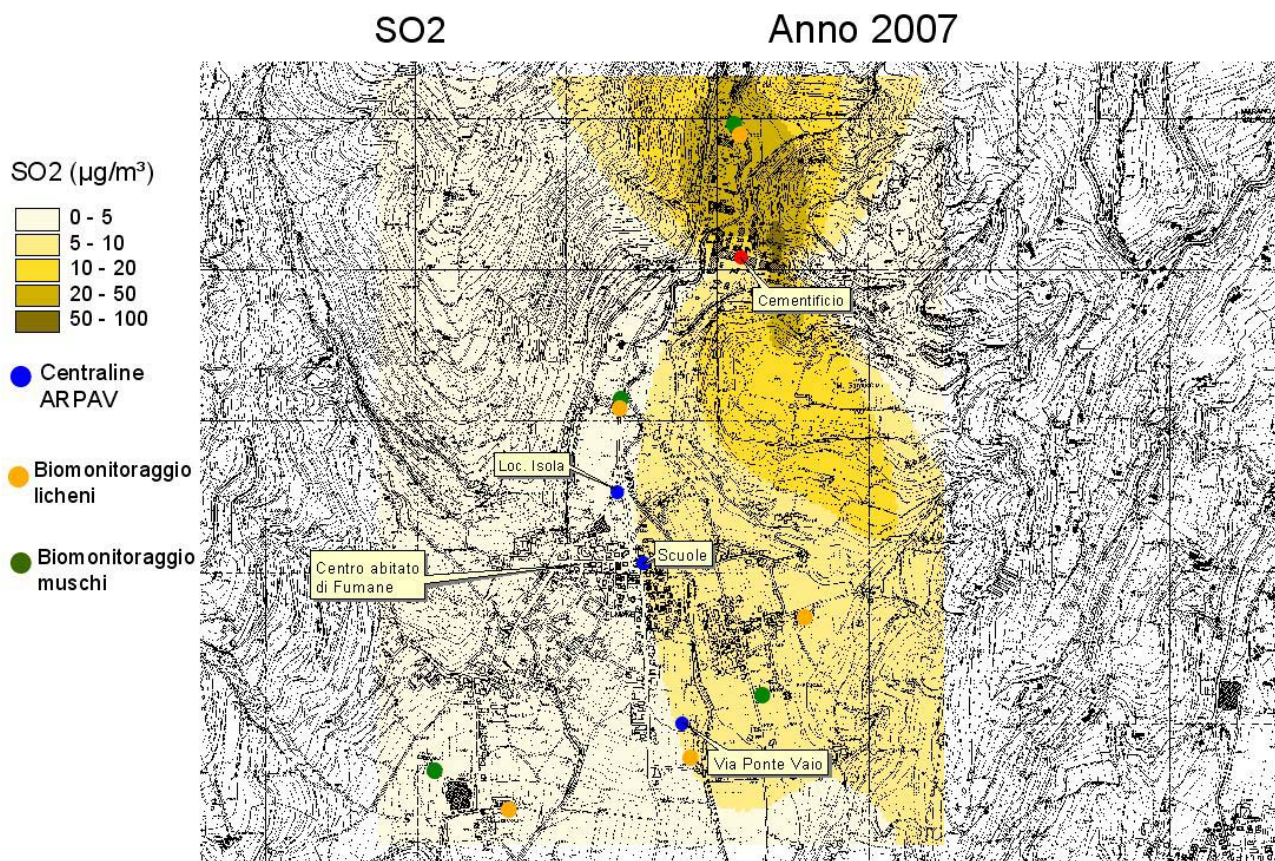 SO2 Anno 2007
SO2 (µg/m³)
0 - 5
5 - 10
10 - 20
20 - 50
50 - 100
Centraline
ARPAV
Biomonitoraggio
licheni
Biomonitoraggio
muschi
Cementificio
Loc. Isola
Scuole
Centro abitato
di Fumane
Via Ponte Vaio